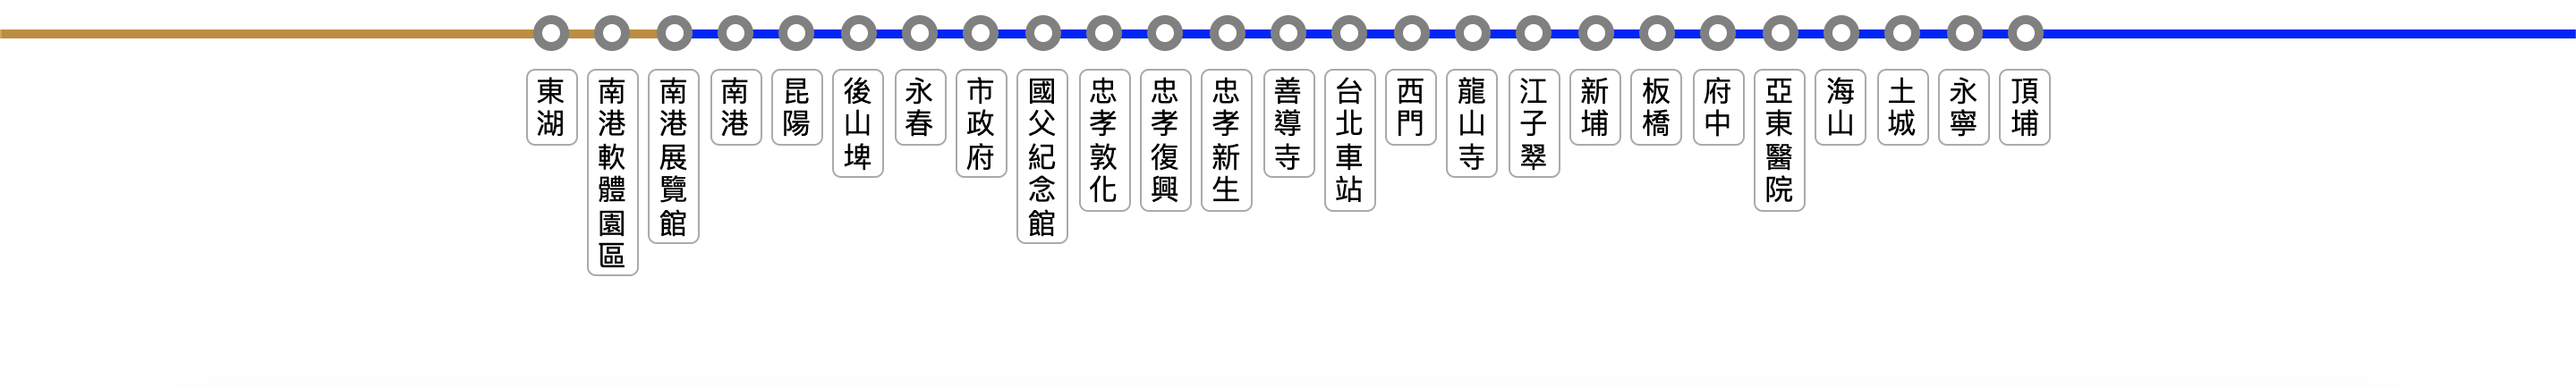 東湖
南港軟體園區
南港展覽館
南港
昆陽
後山埤
永春
市政府
國父紀念館
忠孝敦化
忠孝復興
忠孝新生
善導寺
台北車站
西門
龍山寺
江子翠
新埔
板橋
府中
亞東醫院
海山
土城
永寧
頂埔